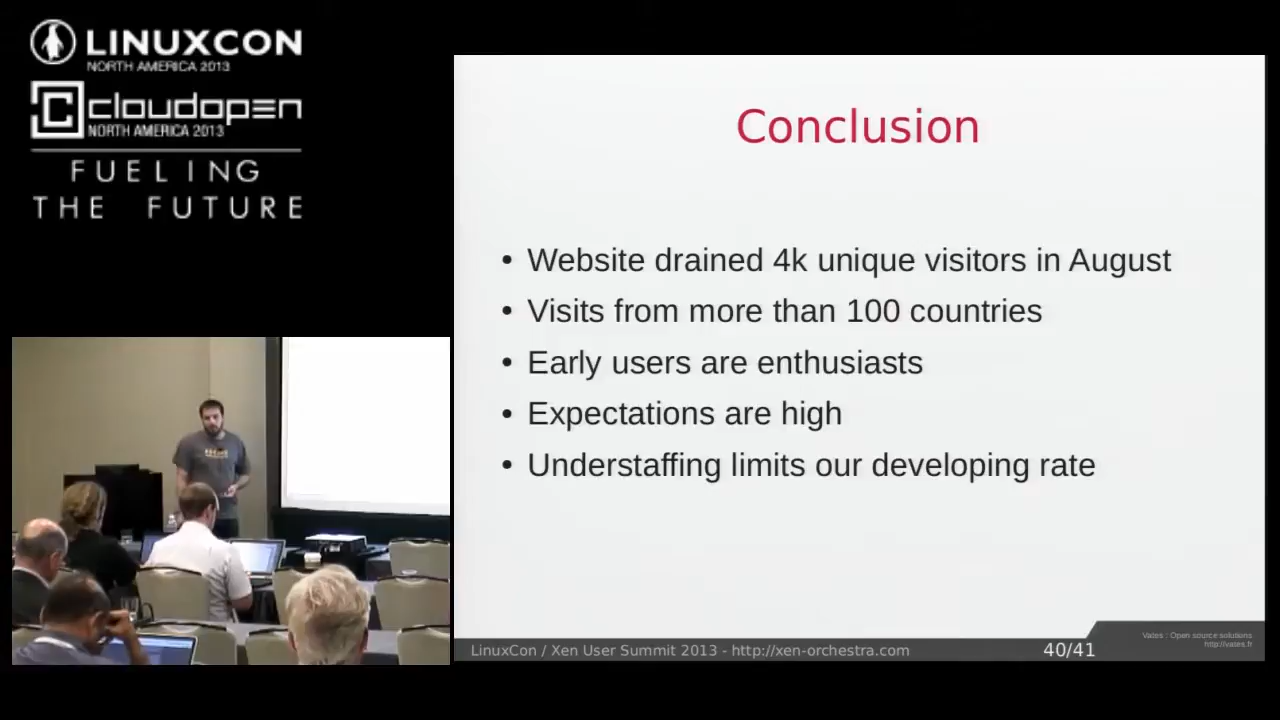 LINUXCON
NORTH AMERICA 2013
cloudopen
NORTH AMERICA 2013
FUELING
THE FUTURE
Conclusion
• Website drained 4k unique visitors in August
• Visits from more than 100 countries
• Early users are enthusiasts
• Expectations are high
• Understaffing limits our developing rate
LinuxCon / Xen User Summit 2013 - http://xen-orchestra.com
40/41
Vates : Open source solutions
http://vates.fr